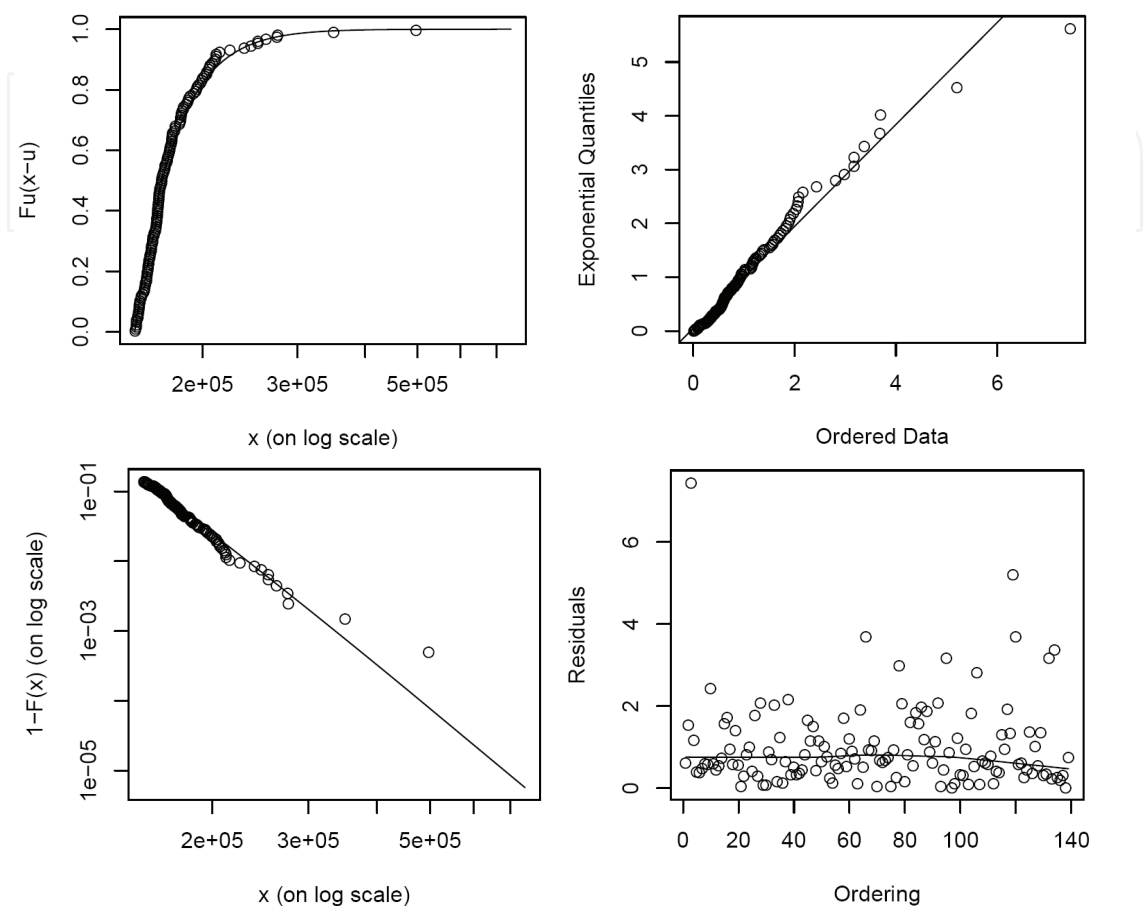 Fu(x−u)
0.0 0.2 0.4 0.6 0.8 1.0
2e+05 3e+05 5e+05
x (on log scale)
Exponential Quantiles
0 1 2 3 4 5
0 2 4 6
Ordered Data
1−F(x) (on log scale)
1e−05 1e−03 1e−01
2e+05 3e+05 5e+05
x (on log scale)
Residuals
0 2 4 6
0 20 40 60 80 100 140
Ordering